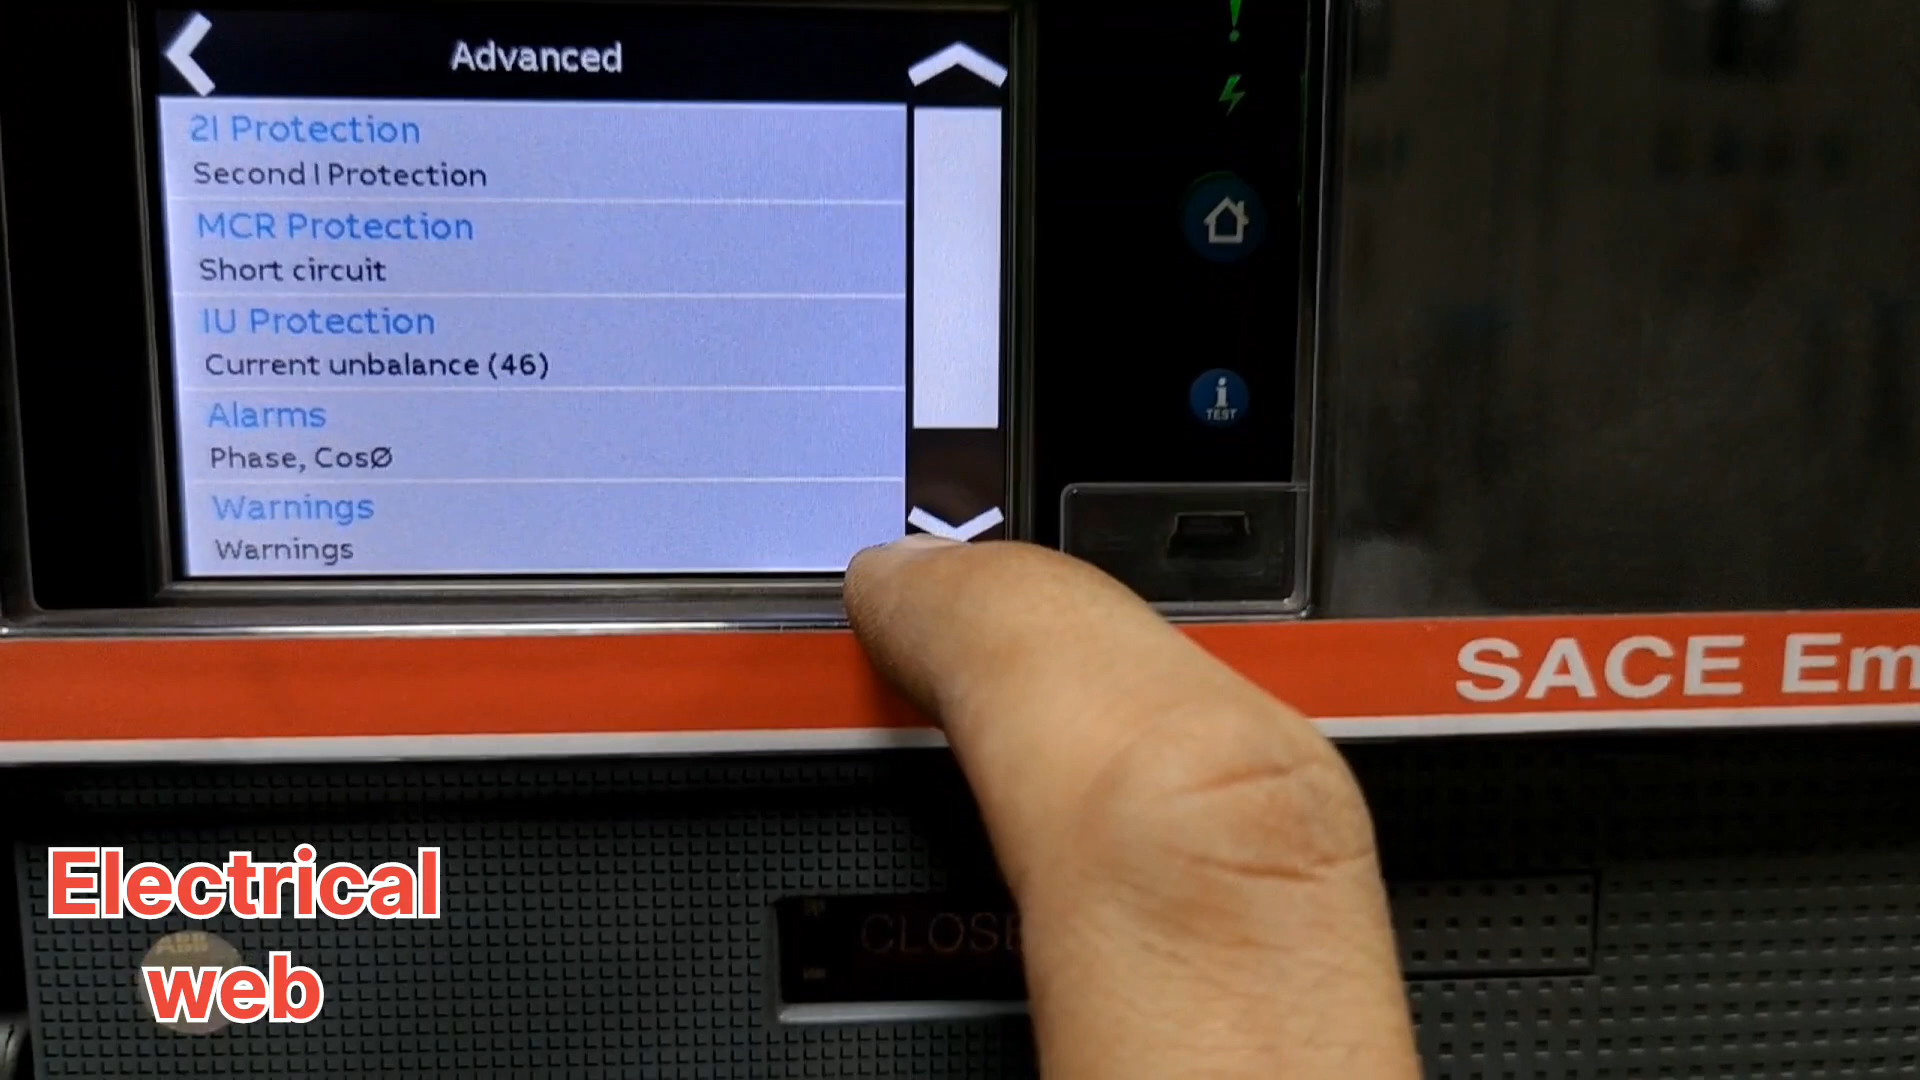 Advanced
2I Protection
Second I Protection
MCR Protection
Short circuit
IU Protection
Current unbalance (46)
Alarms
Phase, CosØ
Warnings
Warnings
TEST
SACE Em
CLOSE
Electrical
ABB
web